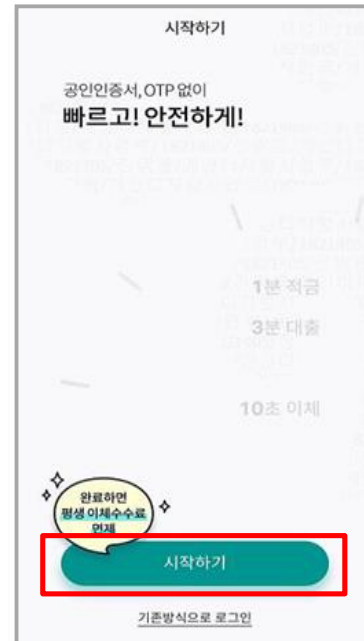 시작하기
공인인증서, OTP 없이
빠르고! 안전하게!
1분 적금
3분 대출
10초 이체
완료하면
평생 이체수수료
면제
시작하기
기존방식으로 로그인